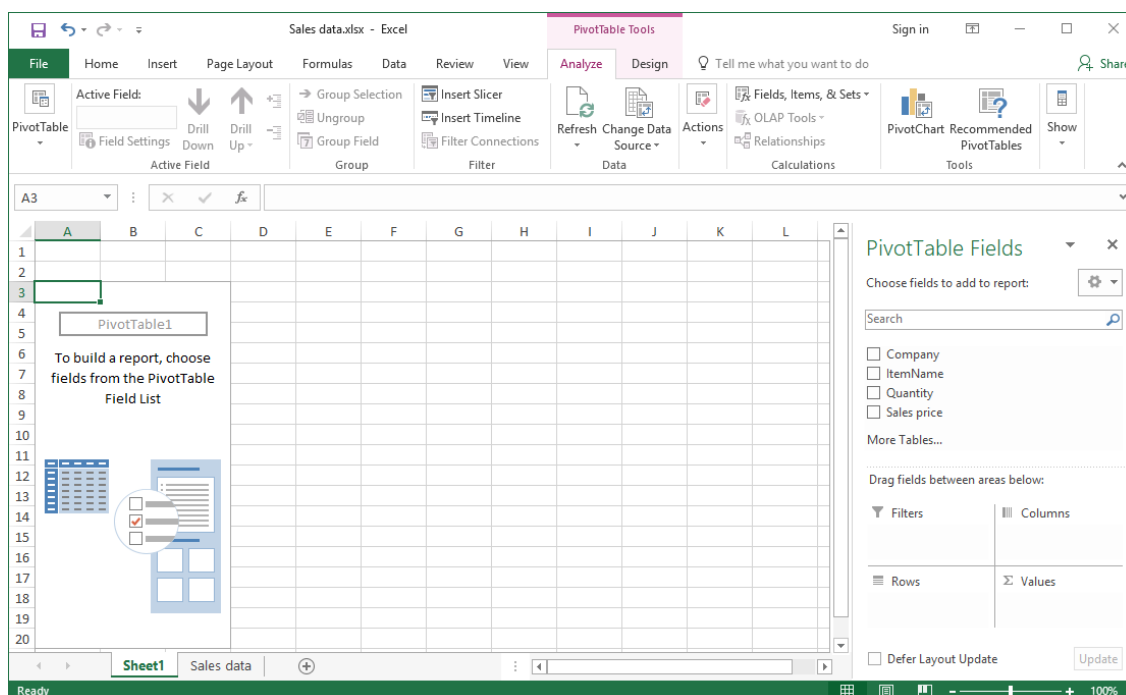 Sales data.xlsx - Excel
PivotTable Tools
Sign in
File Home Insert Page Layout Formulas Data Review View Analyze Design Tell me what you want to do Share
PivotTable
Active Field:
Field Settings
Drill Down
Drill Up
Active Field
Group Selection
Ungroup
Group Field
Group
Insert Slicer
Insert Timeline
Filter Connections
Filter
Refresh
Change Data Source
Data
Actions
Fields, Items, & Sets
OLAP Tools
Relationships
Calculations
PivotChart
Recommended PivotTables
Tools
Show
A3
fx
A B C D E F G H I J K L
1
2
3
4
5
6
7
8
9
10
11
12
13
14
15
16
17
18
19
20
PivotTable1
To build a report, choose
fields from the PivotTable
Field List
PivotTable Fields
Choose fields to add to report:
Search
Company
ItemName
Quantity
Sales price
More Tables...
Drag fields between areas below:
Filters
Columns
Rows
Σ Values
Defer Layout Update
Update
Sheet1 Sales data
Ready
100%